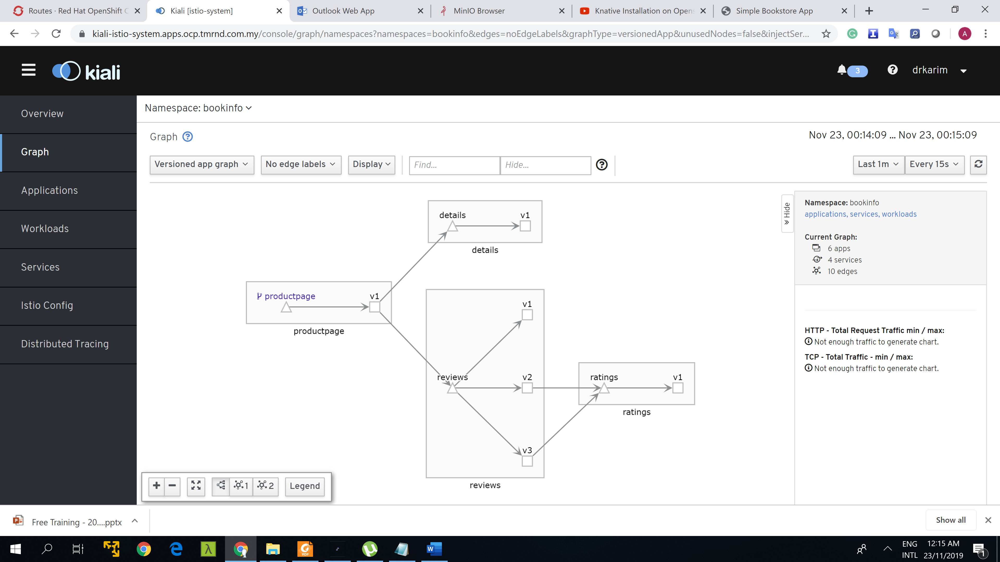 Routes · Red Hat OpenShift C
Kiali [istio-system]
Outlook Web App
MinIO Browser
Knative Installation on Opens
Simple Bookstore App
kiali-istio-system.apps.ocp.tmrnd.com.my/console/graph/namespaces?namespaces=bookinfo&edges=noEdgeLabels&graphType=versionedApp&unusedNodes=false&injectSer...
A
kiali
3
drkarim
Overview
Graph
Applications
Workloads
Services
Istio Config
Distributed Tracing
Namespace: bookinfo
Graph
Nov 23, 00:14:09 ... Nov 23, 00:15:09
Versioned app graph
No edge labels
Display
Find...
Hide...
Last 1m
Every 15s
details
v1
details
productpage
v1
productpage
v1
reviews
v2
v3
reviews
ratings
v1
ratings
Hide
Namespace: bookinfo
applications, services, workloads
Current Graph:
6 apps
4 services
10 edges
HTTP - Total Request Traffic min / max:
Not enough traffic to generate chart.
TCP - Total Traffic - min / max:
Not enough traffic to generate chart.
1
2
Legend
Free Training - 20....pptx
Show all
PDF
ENG
INTL
12:15 AM
23/11/2019
1